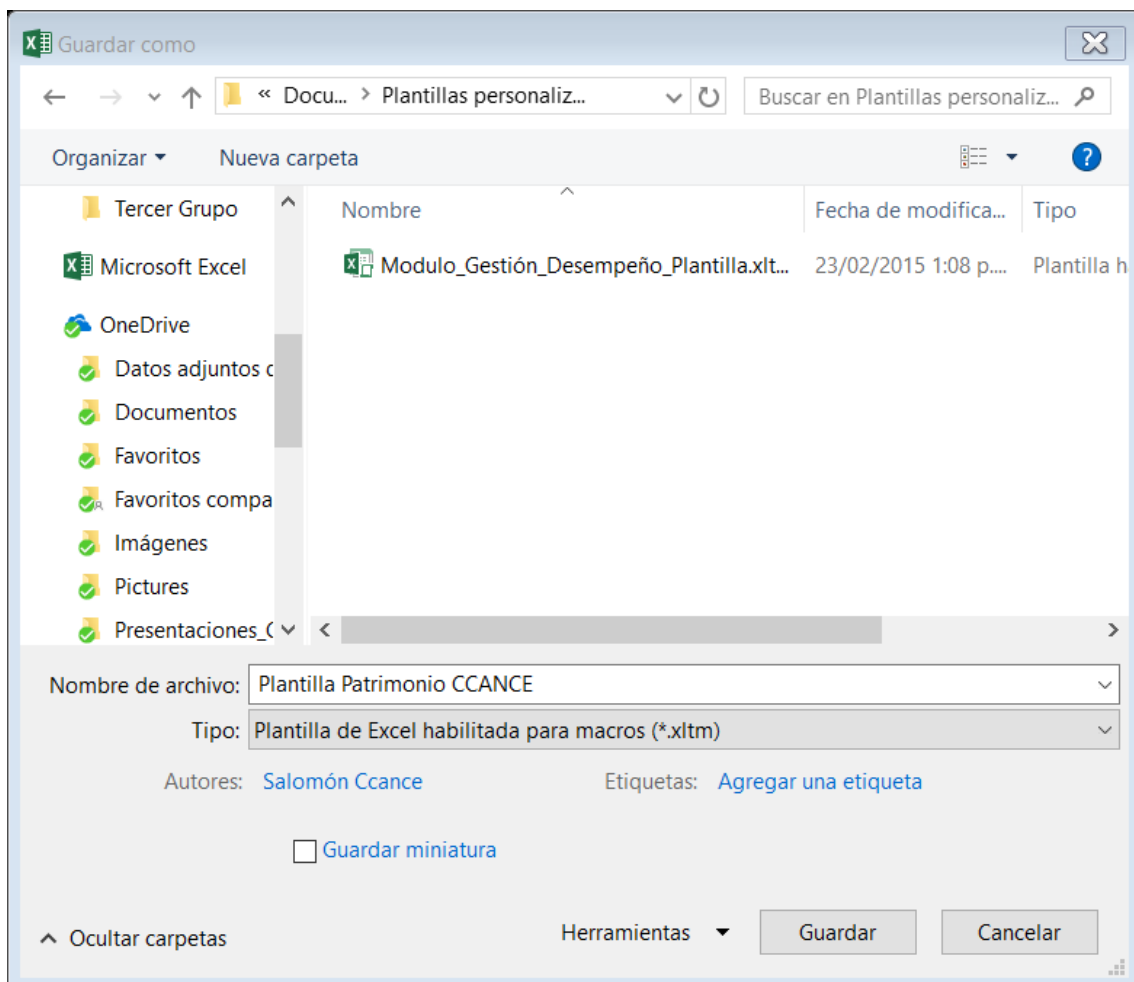 Guardar como
« Docu... > Plantillas personaliz... Buscar en Plantillas personaliz...
Organizar Nueva carpeta ?
Nombre Fecha de modifica... Tipo
Tercer Grupo
Microsoft Excel
Modulo_Gestión_Desempeño_Plantilla.xlt... 23/02/2015 1:08 p.... Plantilla h
OneDrive
Datos adjuntos c
Documentos
Favoritos
Favoritos compa
Imágenes
Pictures
Presentaciones_C
Nombre de archivo: Plantilla Patrimonio CCANCE
Tipo: Plantilla de Excel habilitada para macros (*.xltm)
Autores: Salomón Ccance Etiquetas: Agregar una etiqueta
Guardar miniatura
Ocultar carpetas Herramientas Guardar Cancelar